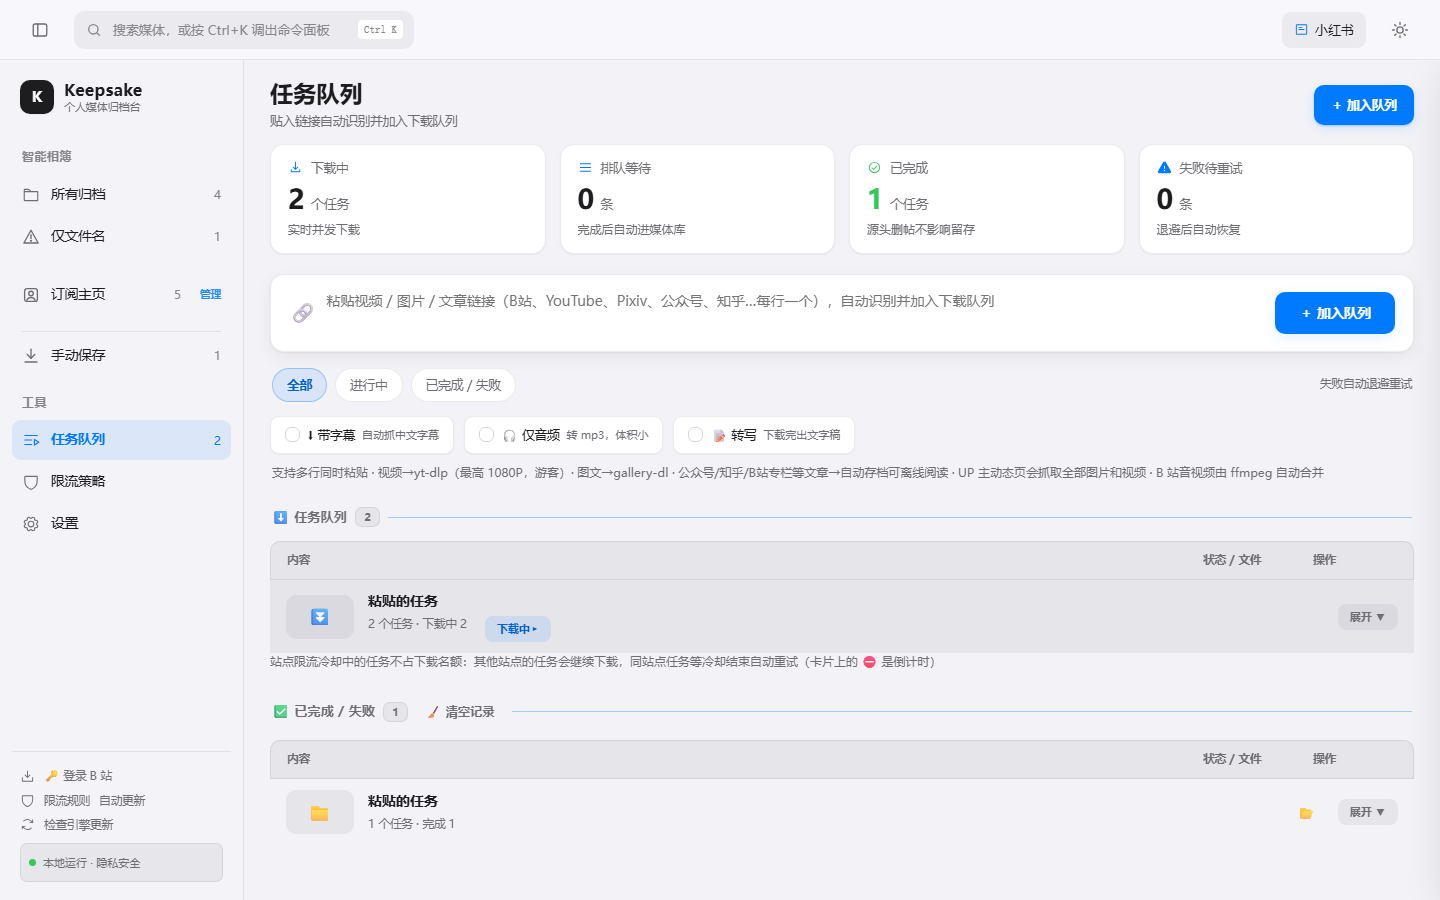 搜索媒体，或按 Ctrl+K 调出命令面板
Ctrl K
小红书
K
Keepsake
个人媒体归档台
智能相簿
所有归档 4
仅文件名 1
订阅主页 5 管理
手动保存 1
工具
任务队列 2
限流策略
设置
🔑 登录 B 站
限流规则 自动更新
检查引擎更新
本地运行 · 隐私安全
任务队列
贴入链接自动识别并加入下载队列
+ 加入队列
下载中
2 个任务
实时并发下载
排队等待
0 条
完成后自动进媒体库
已完成
1 个任务
源头删帖不影响留存
失败待重试
0 条
退避后自动恢复
粘贴视频 / 图片 / 文章链接（B站、YouTube、Pixiv、公众号、知乎...每行一个），自动识别并加入下载队列
+ 加入队列
全部
进行中
已完成 / 失败
失败自动退避重试
⬇ 带字幕 自动抓中文字幕
🎧 仅音频 转 mp3，体积小
📝 转写 下载完出文字稿
支持多行同时粘贴 · 视频→yt-dlp（最高 1080P，游客）· 图文→gallery-dl · 公众号/知乎/B站专栏等文章→自动存档可离线阅读 · UP 主动态页会抓取全部图片和视频 · B 站音视频由 ffmpeg 自动合并
⬇️ 任务队列 2
内容 状态 / 文件 操作
粘贴的任务
2 个任务 · 下载中 2 下载中 ▸
展开 ▼
站点限流冷却中的任务不占下载名额：其他站点的任务会继续下载，同站点任务等冷却结束自动重试（卡片上的 ⛔ 是倒计时）
✅ 已完成 / 失败 1 🧹 清空记录
内容 状态 / 文件 操作
粘贴的任务
1 个任务 · 完成 1
展开 ▼